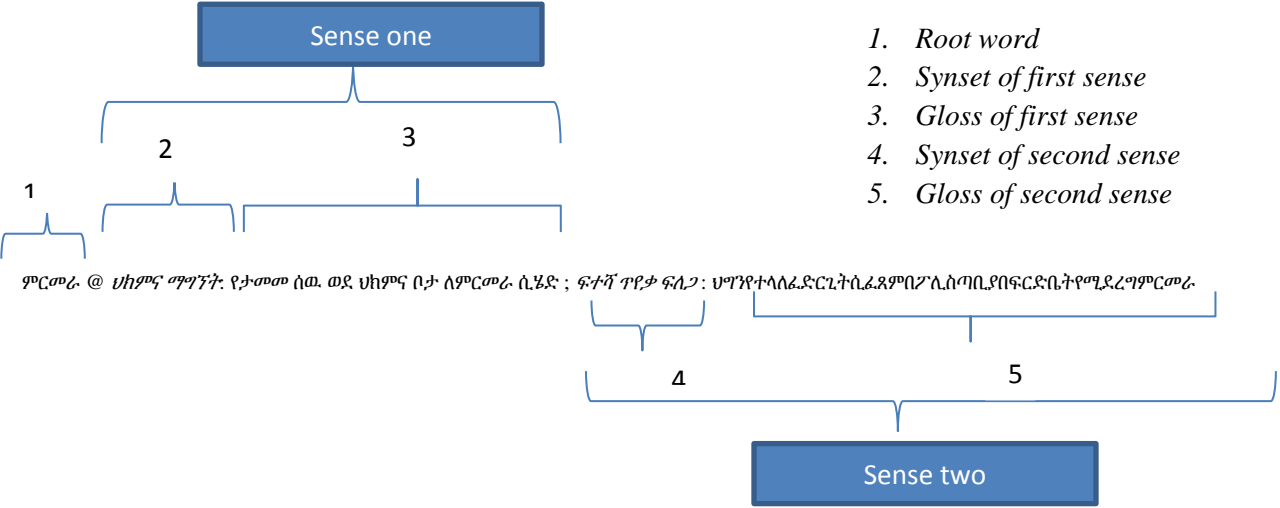 Sense one
1. Root word
2. Synset of first sense
3. Gloss of first sense
4. Synset of second sense
5. Gloss of second sense
2
3
1
ምርመራ @ ህክምና ማግኘት: የታመመ ሰዉ ወደ ህክምና ቦታ ለምርመራ ሲሄድ ; ፍተሻ ጥየቃ ፍለጋ : ህግንየተላለፈድርጊትሲፈጸምበፖሊስጣቢያበፍርድቤትየሚደረግምርመራ
4
5
Sense two